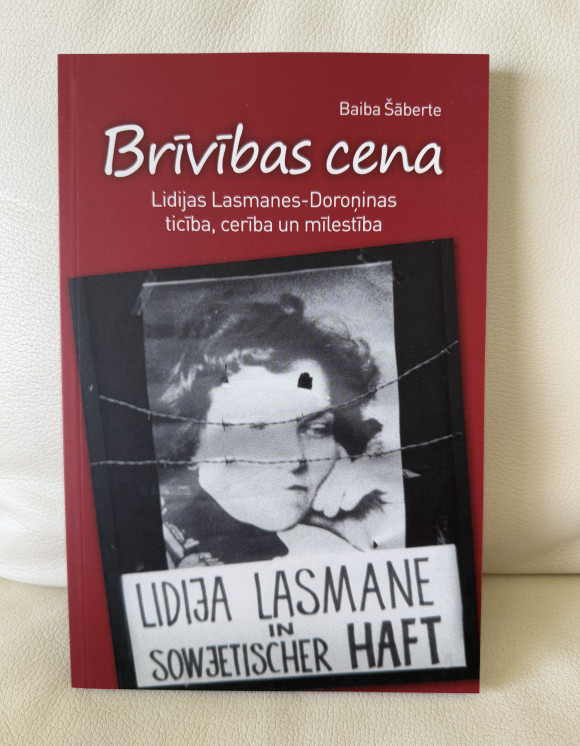 Baiba Šāberte
Brīvības cena
Lidijas Lasmanes-Doroņinas
ticība, cerība un mīlestība
LIDIJA LASMANE
IN
SOWJETISCHER HAFT